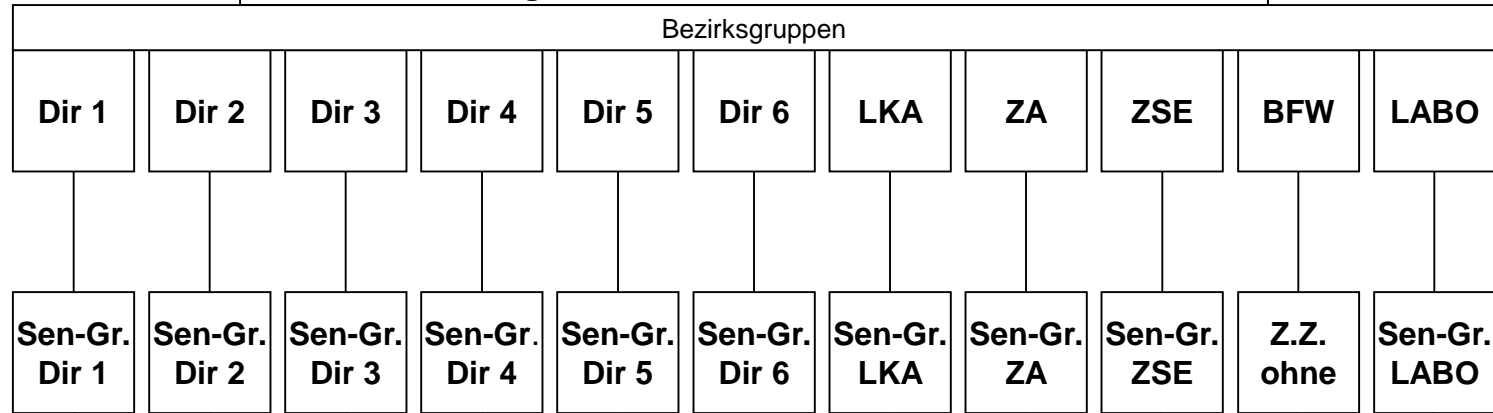 Bezirksgruppen
Dir 1 Dir 2 Dir 3 Dir 4 Dir 5 Dir 6 LKA ZA ZSE BFW LABO
Sen-Gr. Sen-Gr. Sen-Gr. Sen-Gr. Sen-Gr. Sen-Gr. Sen-Gr. Sen-Gr. Sen-Gr. Z.Z. Sen-Gr.
Dir 1 Dir 2 Dir 3 Dir 4 Dir 5 Dir 6 LKA ZA ZSE ohne LABO